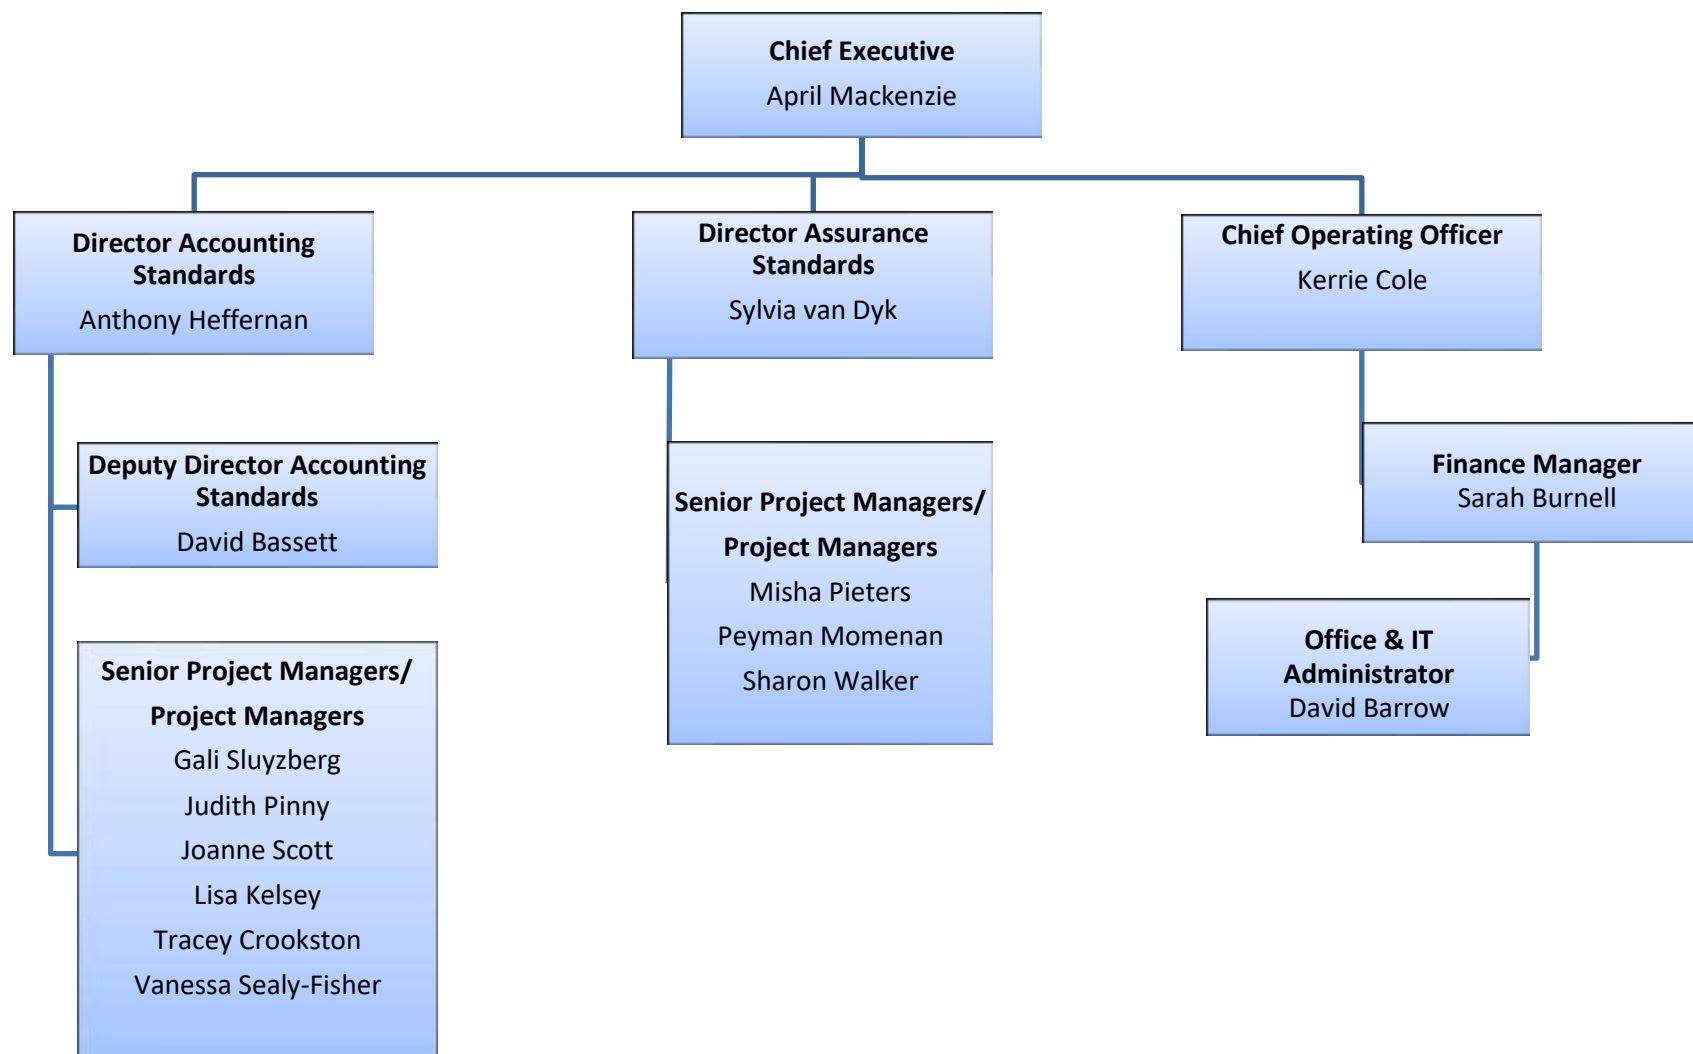 Chief Executive
April Mackenzie
Director Accounting
Standards
Anthony Heffernan
Director Assurance
Standards
Sylvia van Dyk
Chief Operating Officer
Kerrie Cole
Deputy Director Accounting
Standards
David Bassett
Senior Project Managers/
Project Managers
Gali Sluyzberg
Judith Pinny
Joanne Scott
Lisa Kelsey
Tracey Crookston
Vanessa Sealy-Fisher
Senior Project Managers/
Project Managers
Misha Pieters
Peyman Momenan
Sharon Walker
Finance Manager
Sarah Burnell
Office & IT
Administrator
David Barrow